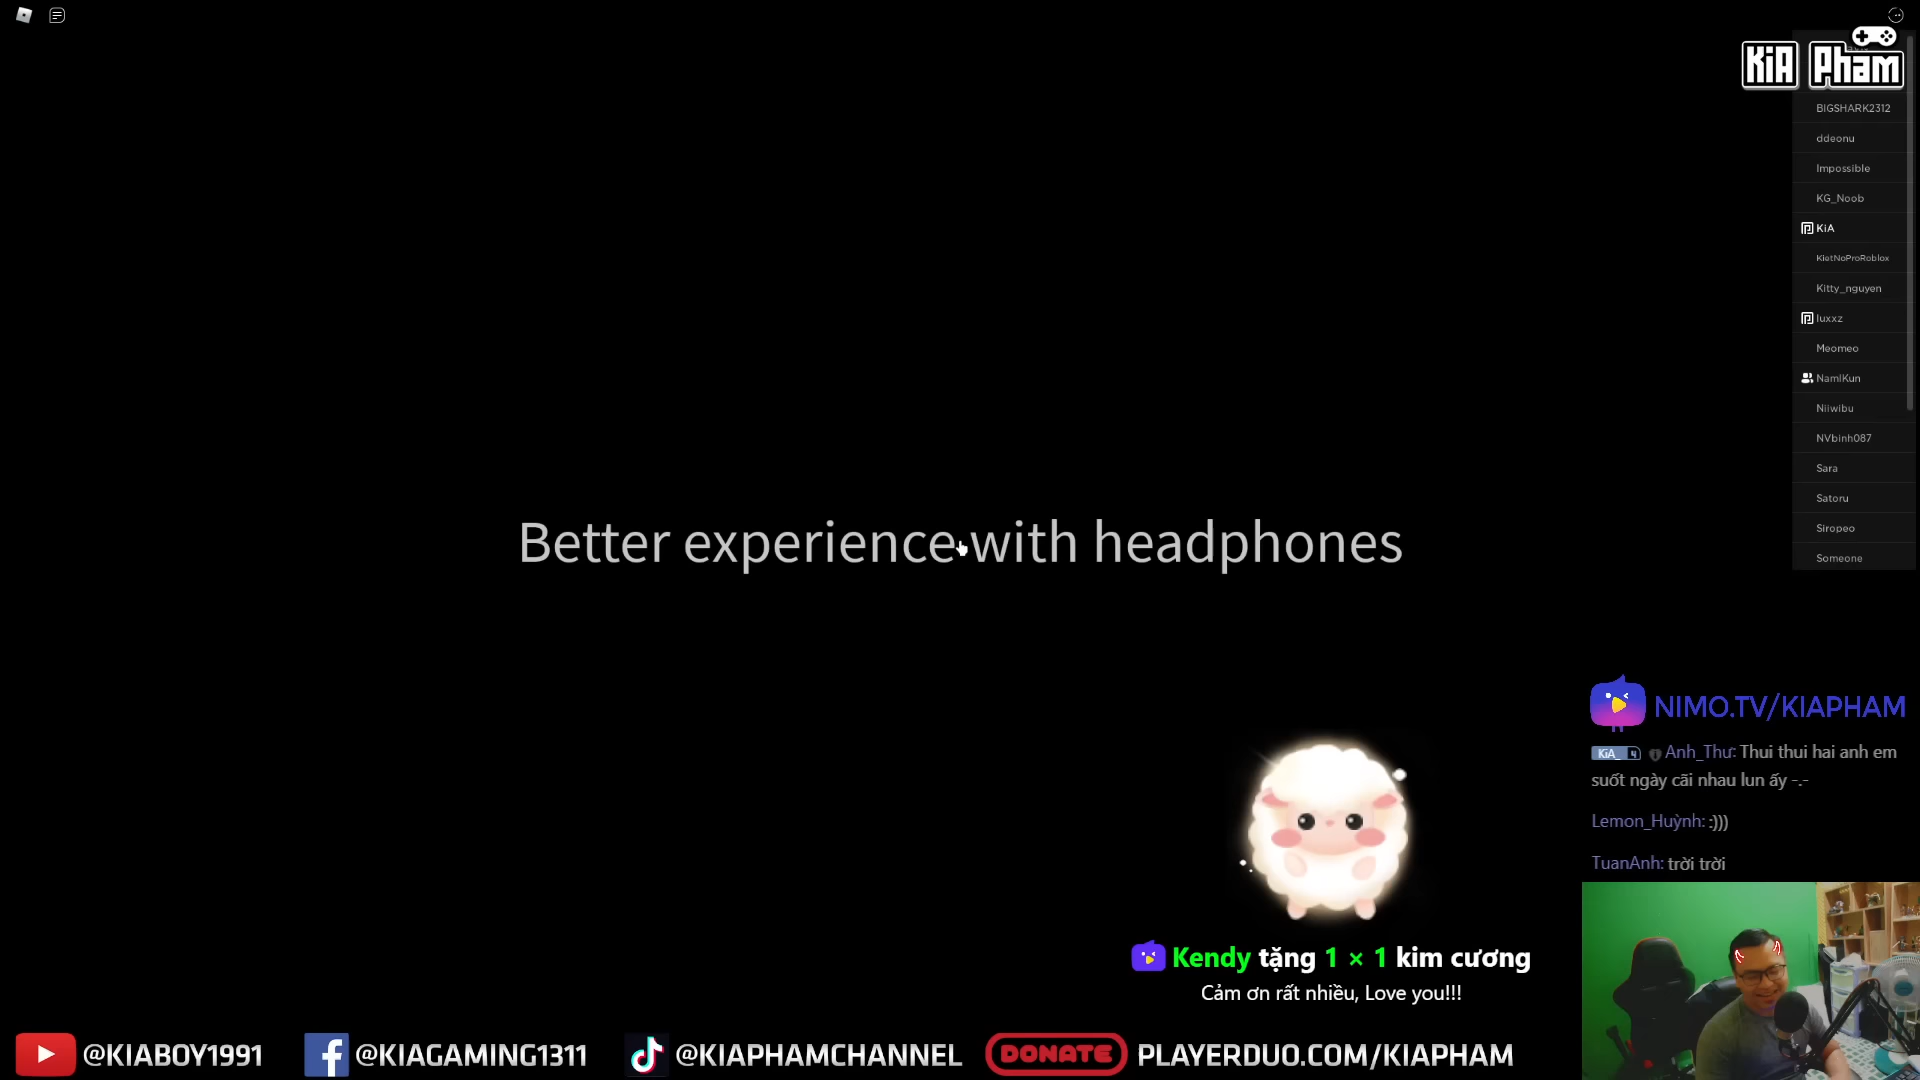 KiA Pham
BIGSHARK2312
ddeonu
Impossible
KG_Noob
KiA
KietNoProRoblox
Kitty_nguyen
luxxz
Meomeo
NamIKun
Niiwibu
NVbinh087
Sara
Satoru
Siropeo
Someone
Better experience with headphones
NIMO.TV/KIAPHAM
KiA_ 4 Anh_Thư: Thui thui hai anh em
suốt ngày cãi nhau lun ấy -.-
Lemon_Huỳnh: :)))
TuanAnh: trời trời
Kendy tặng 1 × 1 kim cương
Cảm ơn rất nhiều, Love you!!!
@KIABOY1991 @KIAGAMING1311 @KIAPHAMCHANNEL DONATE PLAYERDUO.COM/KIAPHAM